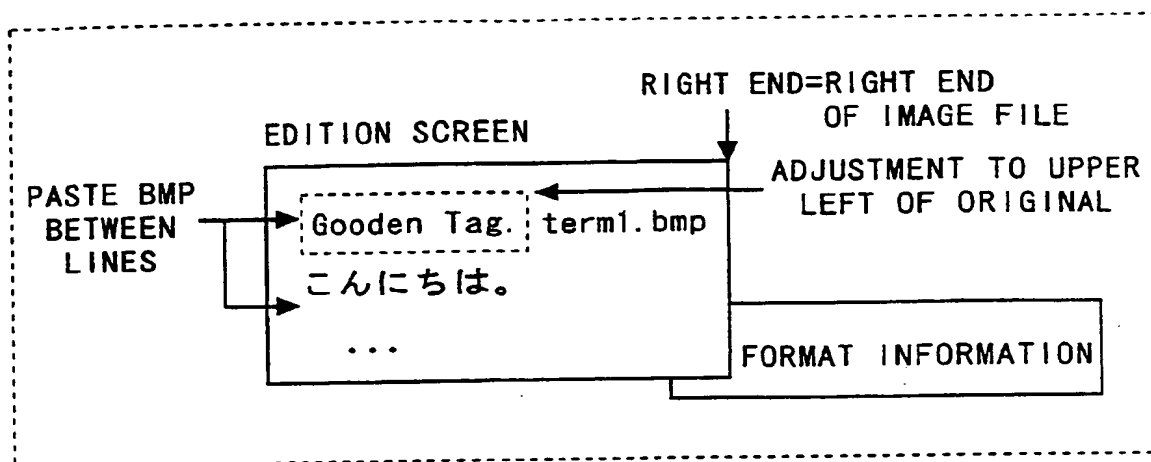 RIGHT END=RIGHT END
OF IMAGE FILE
EDITION SCREEN
ADJUSTMENT TO UPPER
LEFT OF ORIGINAL
PASTE BMP
BETWEEN
LINES
Gooden Tag. term1.bmp
こんにちは。
...
FORMAT INFORMATION